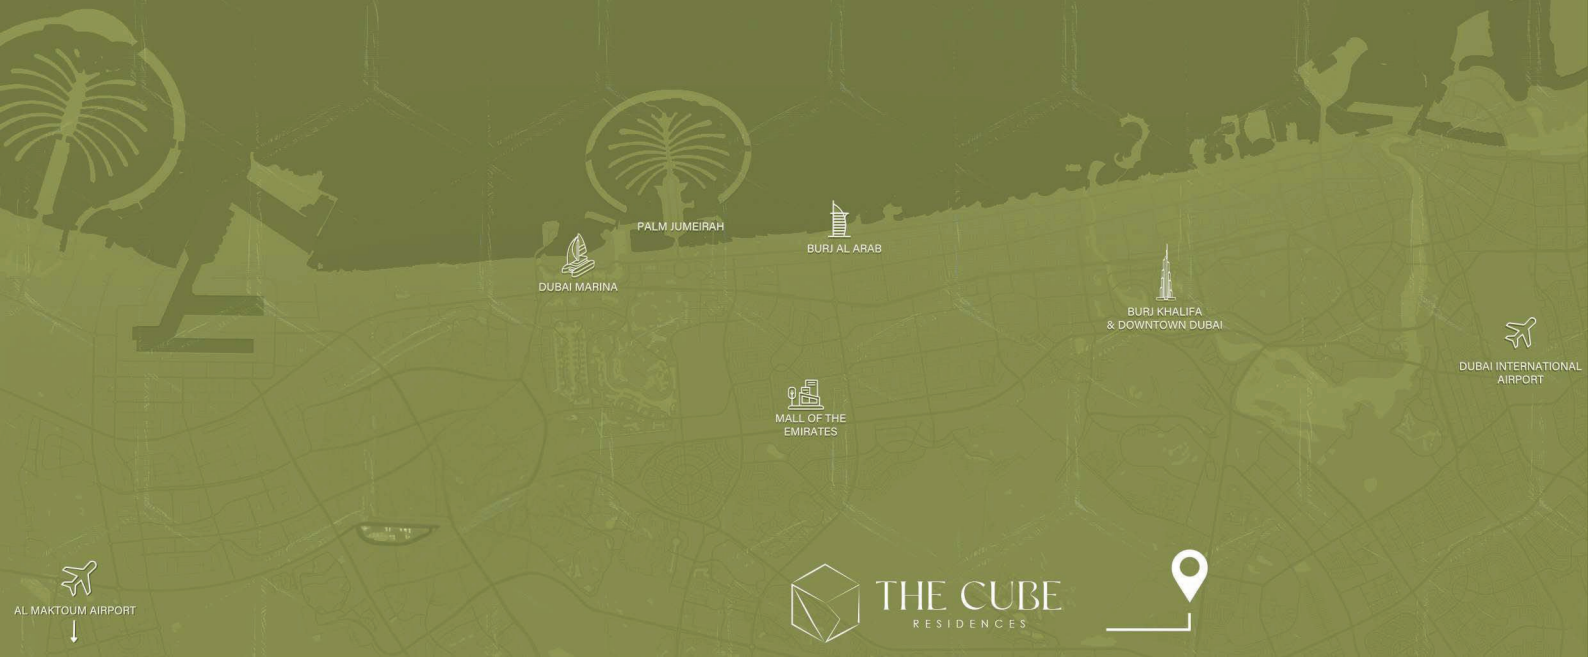 PALM JUMEIRAH
BURJ AL ARAB
DUBAI MARINA
BURJ KHALIFA
& DOWNTOWN DUBAI
DUBAI INTERNATIONAL
AIRPORT
MALL OF THE
EMIRATES
AL MAKTOUM AIRPORT
THE CUBE
RESIDENCES